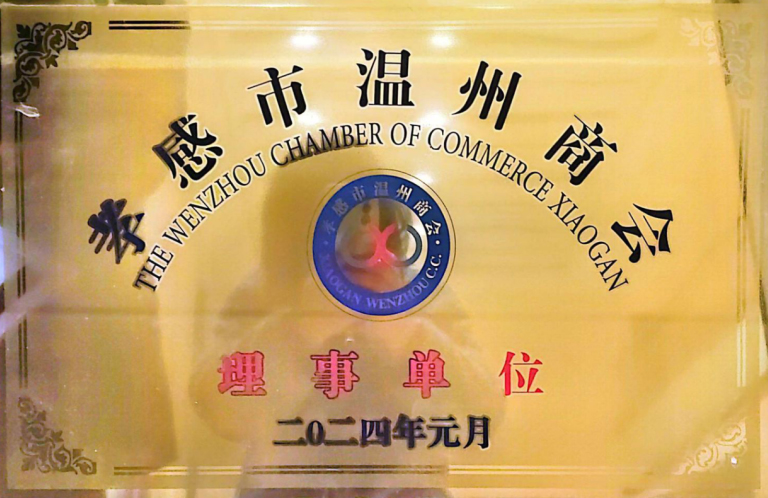 孝感市温州商会
THE WENZHOU CHAMBER OF COMMERCE XIAOGAN
孝感市温州商会
XIAOGAN WENZHOU C.C.
理事单位
二0二四年元月